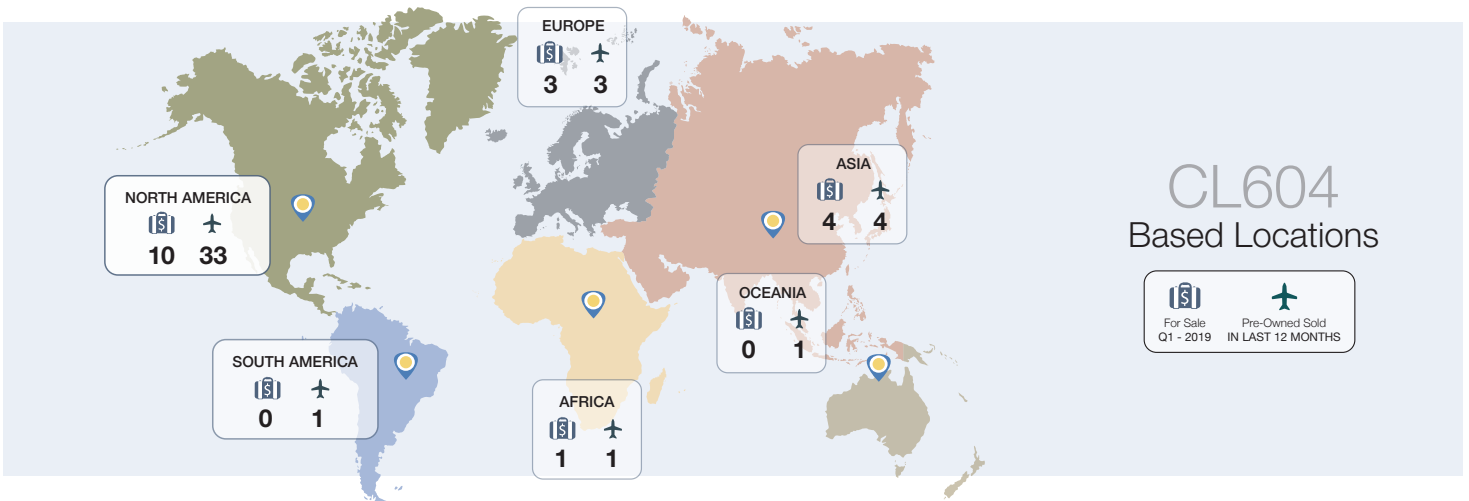 EUROPE
3 3
NORTH AMERICA
10 33
ASIA
4 4
OCEANIA
0 1
SOUTH AMERICA
0 1
AFRICA
1 1
CL604
Based Locations
$
For Sale Pre-Owned Sold
Q1 - 2019 IN LAST 12 MONTHS